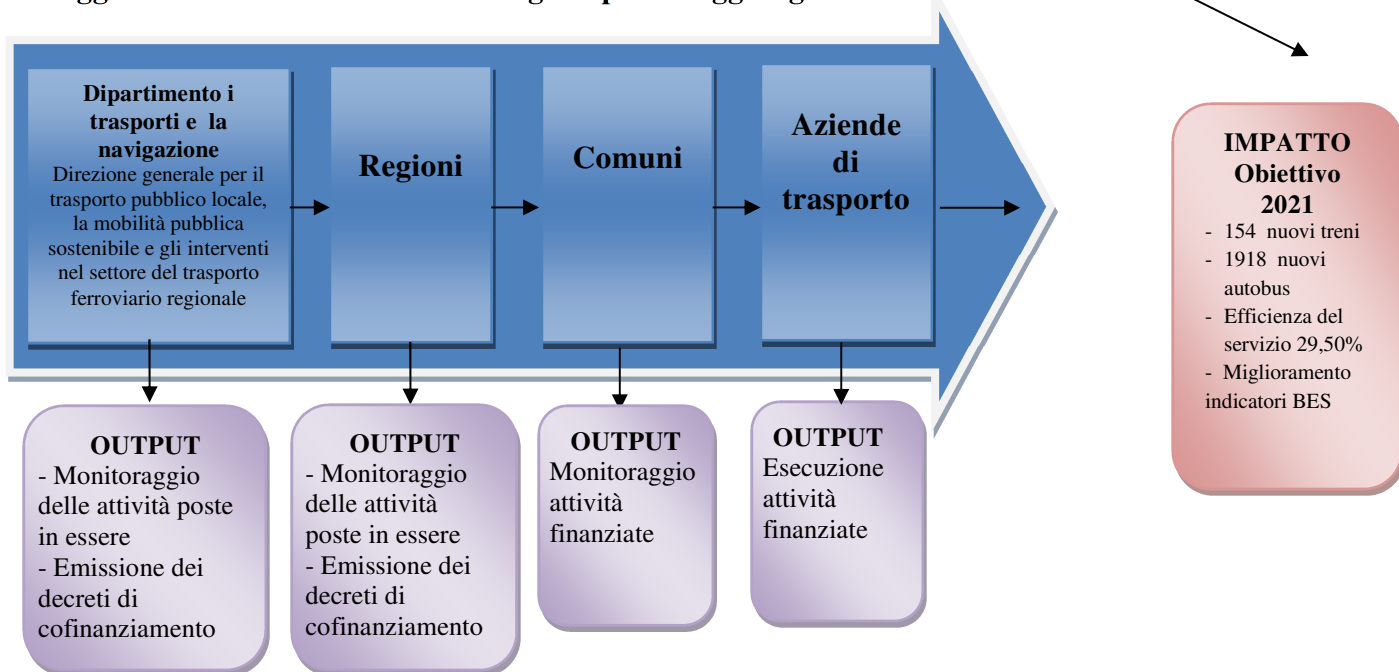 Dipartimento i
trasporti e la
navigazione
Direzione generale per il
trasporto pubblico locale,
la mobilità pubblica
sostenibile e gli interventi
nel settore del trasporto
ferroviario regionale
Regioni
Comuni
Aziende
di
trasporto
OUTPUT
- Monitoraggio
delle attività poste
in essere
- Emissione dei
decreti di
cofinanziamento
OUTPUT
- Monitoraggio
delle attività
poste in essere
- Emissione dei
decreti di
cofinanziamento
OUTPUT
Monitoraggio
attività
finanziate
OUTPUT
Esecuzione
attività
finanziate
IMPATTO
Obiettivo
2021
- 154 nuovi treni
- 1918 nuovi
autobus
- Efficienza del
servizio 29,50%
- Miglioramento
indicatori BES